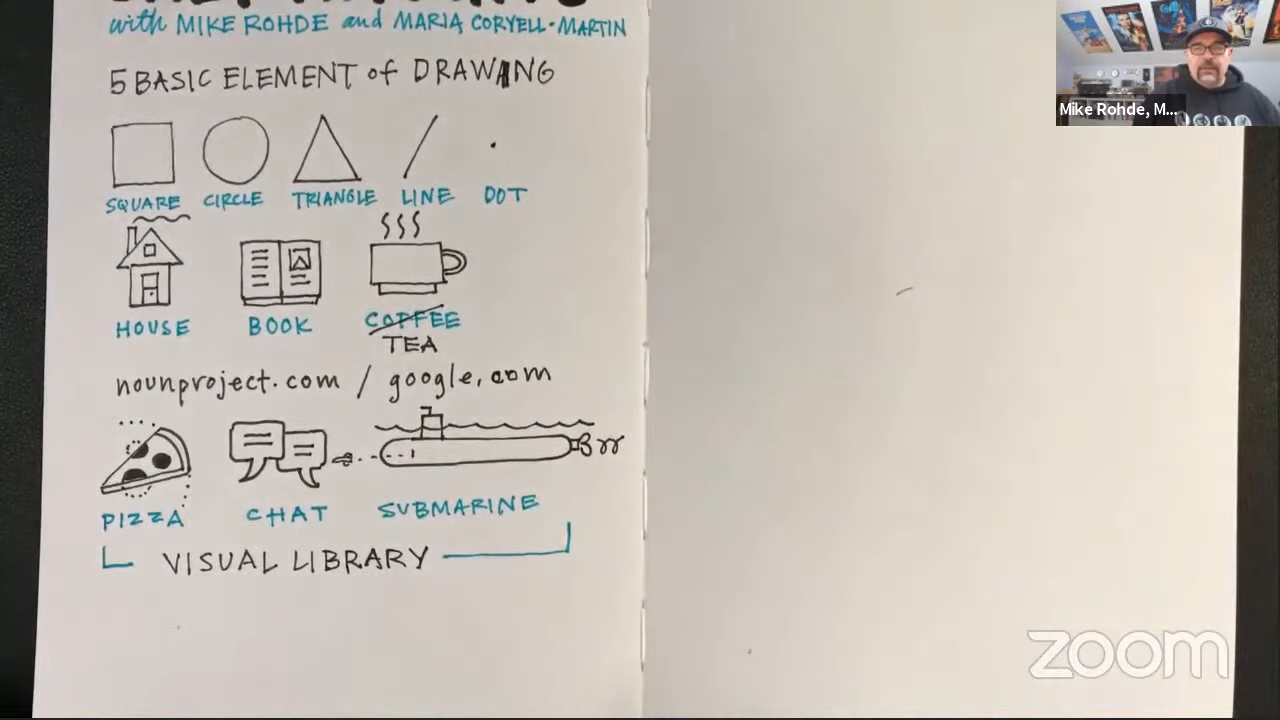 with MIKE ROHDE and MARIA CORYELL-MARTIN
5 BASIC ELEMENT of DRAWING
SQUARE CIRCLE TRIANGLE LINE DOT
HOUSE BOOK COFFEE
TEA
nounproject.com / google.com
PIZZA CHAT SUBMARINE
VISUAL LIBRARY
Mike Rohde, M...
zoom